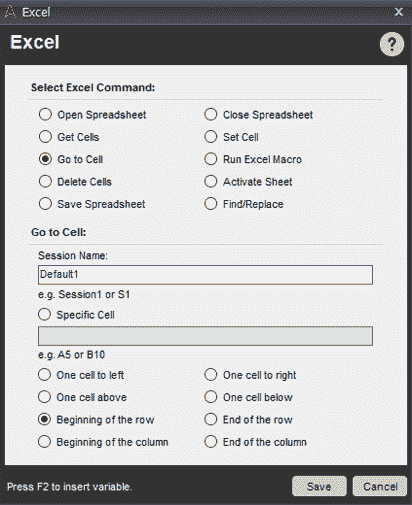 Excel
Excel
?
Select Excel Command:
Open Spreadsheet Close Spreadsheet
Get Cells Set Cell
Go to Cell Run Excel Macro
Delete Cells Activate Sheet
Save Spreadsheet Find/Replace
Go to Cell:
Session Name:
Default1
e.g. Session1 or S1
Specific Cell
e.g. A5 or B10
One cell to left One cell to right
One cell above One cell below
Beginning of the row End of the row
Beginning of the column End of the column
Press F2 to insert variable. Save Cancel